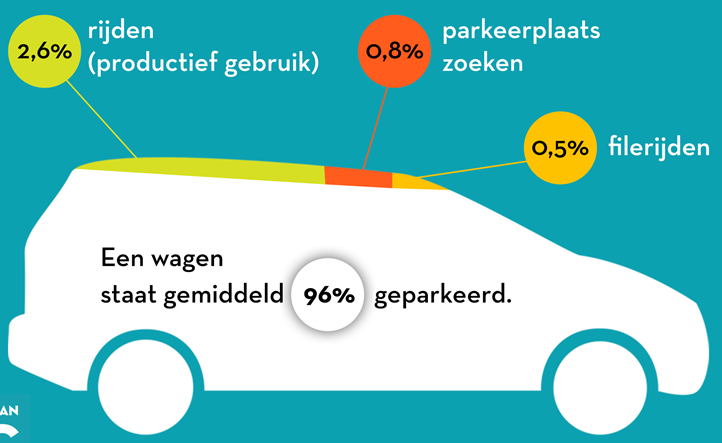 2,6%
rijden
(productief gebruik)
0,8%
parkeerplaats
zoeken
0,5%
filerijden
Een wagen
staat gemiddeld 96% geparkeerd.